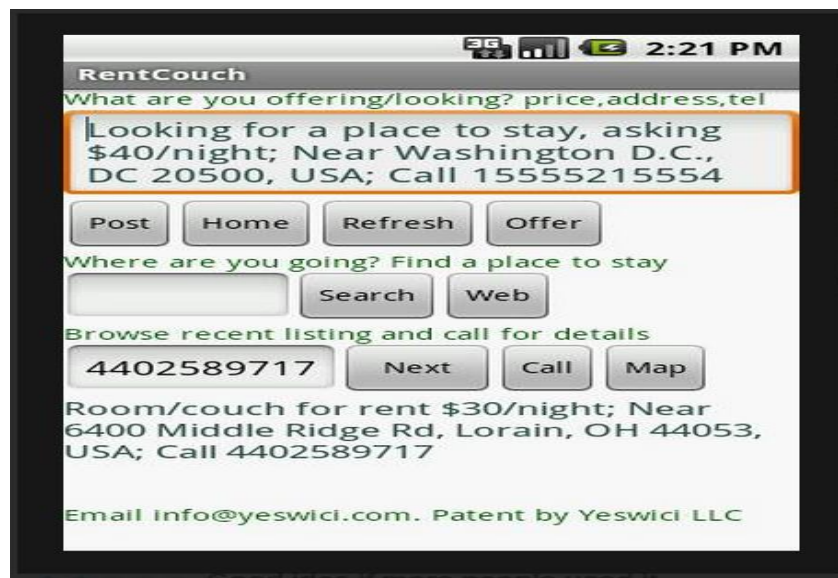 3G 2:21 PM
RentCouch
What are you offering/looking? price,address,tel
Looking for a place to stay, asking
$40/night; Near Washington D.C.,
DC 20500, USA; Call 15555215554
Post Home Refresh Offer
Where are you going? Find a place to stay
Search Web
Browse recent listing and call for details
4402589717 Next Call Map
Room/couch for rent $30/night; Near
6400 Middle Ridge Rd, Lorain, OH 44053,
USA; Call 4402589717
Email info@yeswici.com. Patent by Yeswici LLC